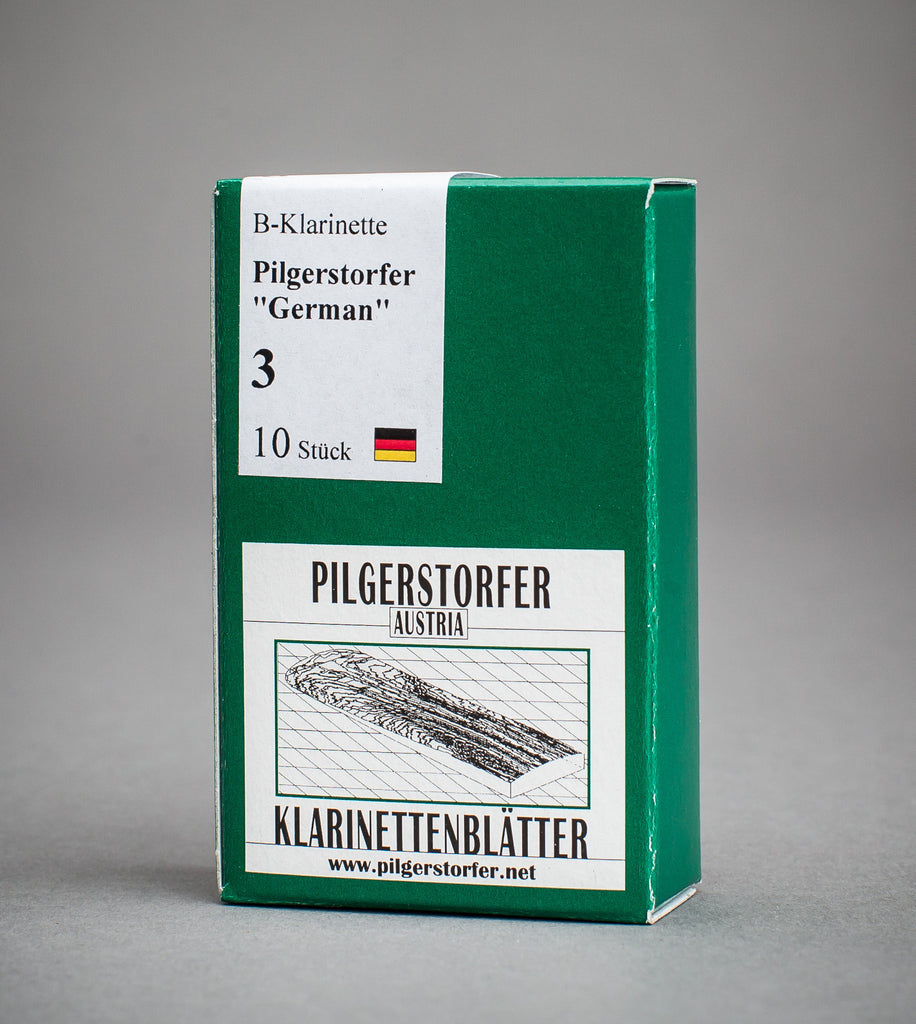 B-Klarinette
Pilgerstorfer
"German"
3
10 Stück
PILGERSTORFER
AUSTRIA
KLARINETTENBLÄTTER
www.pilgerstorfer.net